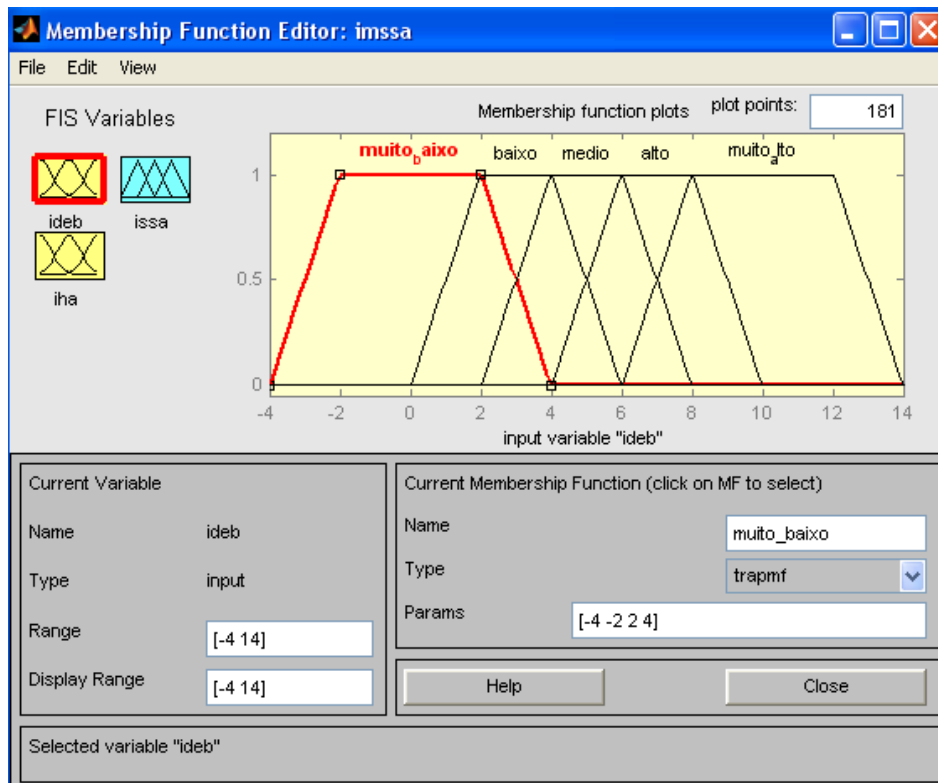 Membership Function Editor: imssa
File Edit View
FIS Variables
ideb
issa
iha
Membership function plots
plot points:
181
muito_baixo baixo medio alto muito_alto
1
0.5
0
-4 -2 0 2 4 6 8 10 12 14
input variable "ideb"
Current Variable
Name ideb
Type input
Range [-4 14]
Display Range [-4 14]
Current Membership Function (click on MF to select)
Name muito_baixo
Type trapmf
Params [-4 -2 2 4]
Help Close
Selected variable "ideb"